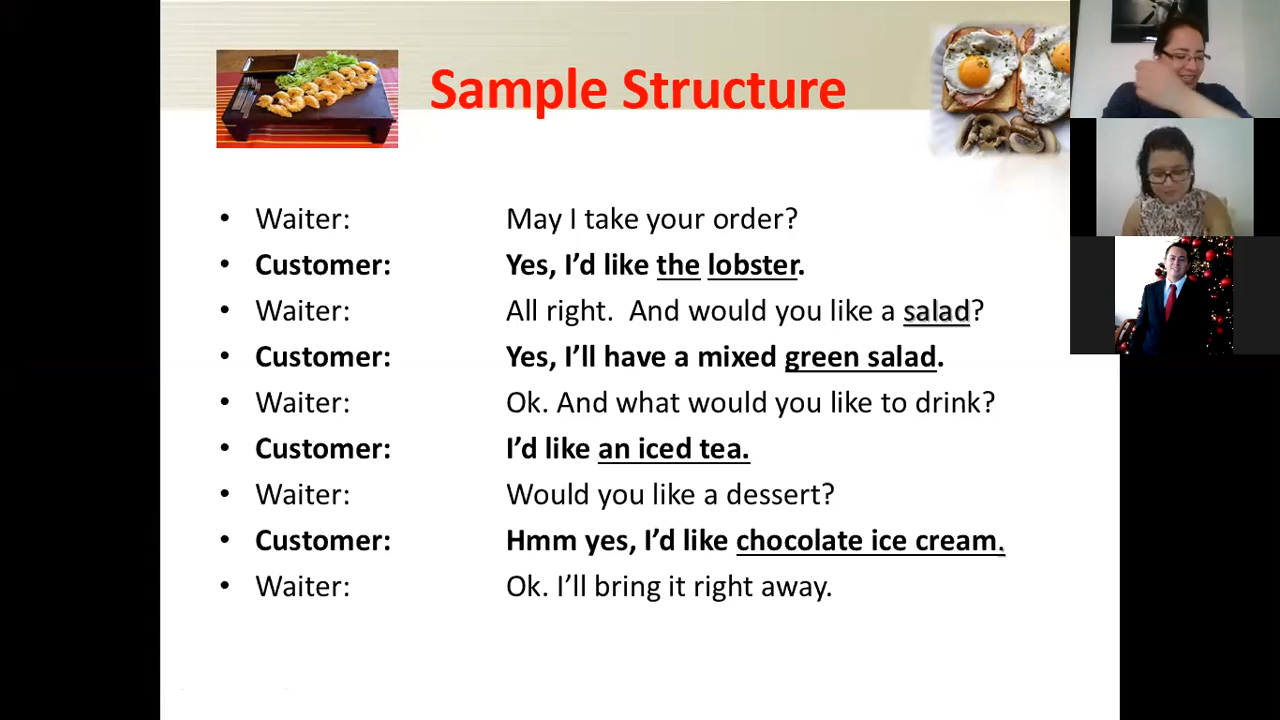 Sample Structure
• Waiter: May I take your order?
• Customer: Yes, I’d like the lobster.
• Waiter: All right.  And would you like a salad?
• Customer: Yes, I’ll have a mixed green salad.
• Waiter: Ok. And what would you like to drink?
• Customer: I’d like an iced tea.
• Waiter: Would you like a dessert?
• Customer: Hmm yes, I’d like chocolate ice cream.
• Waiter: Ok. I’ll bring it right away.